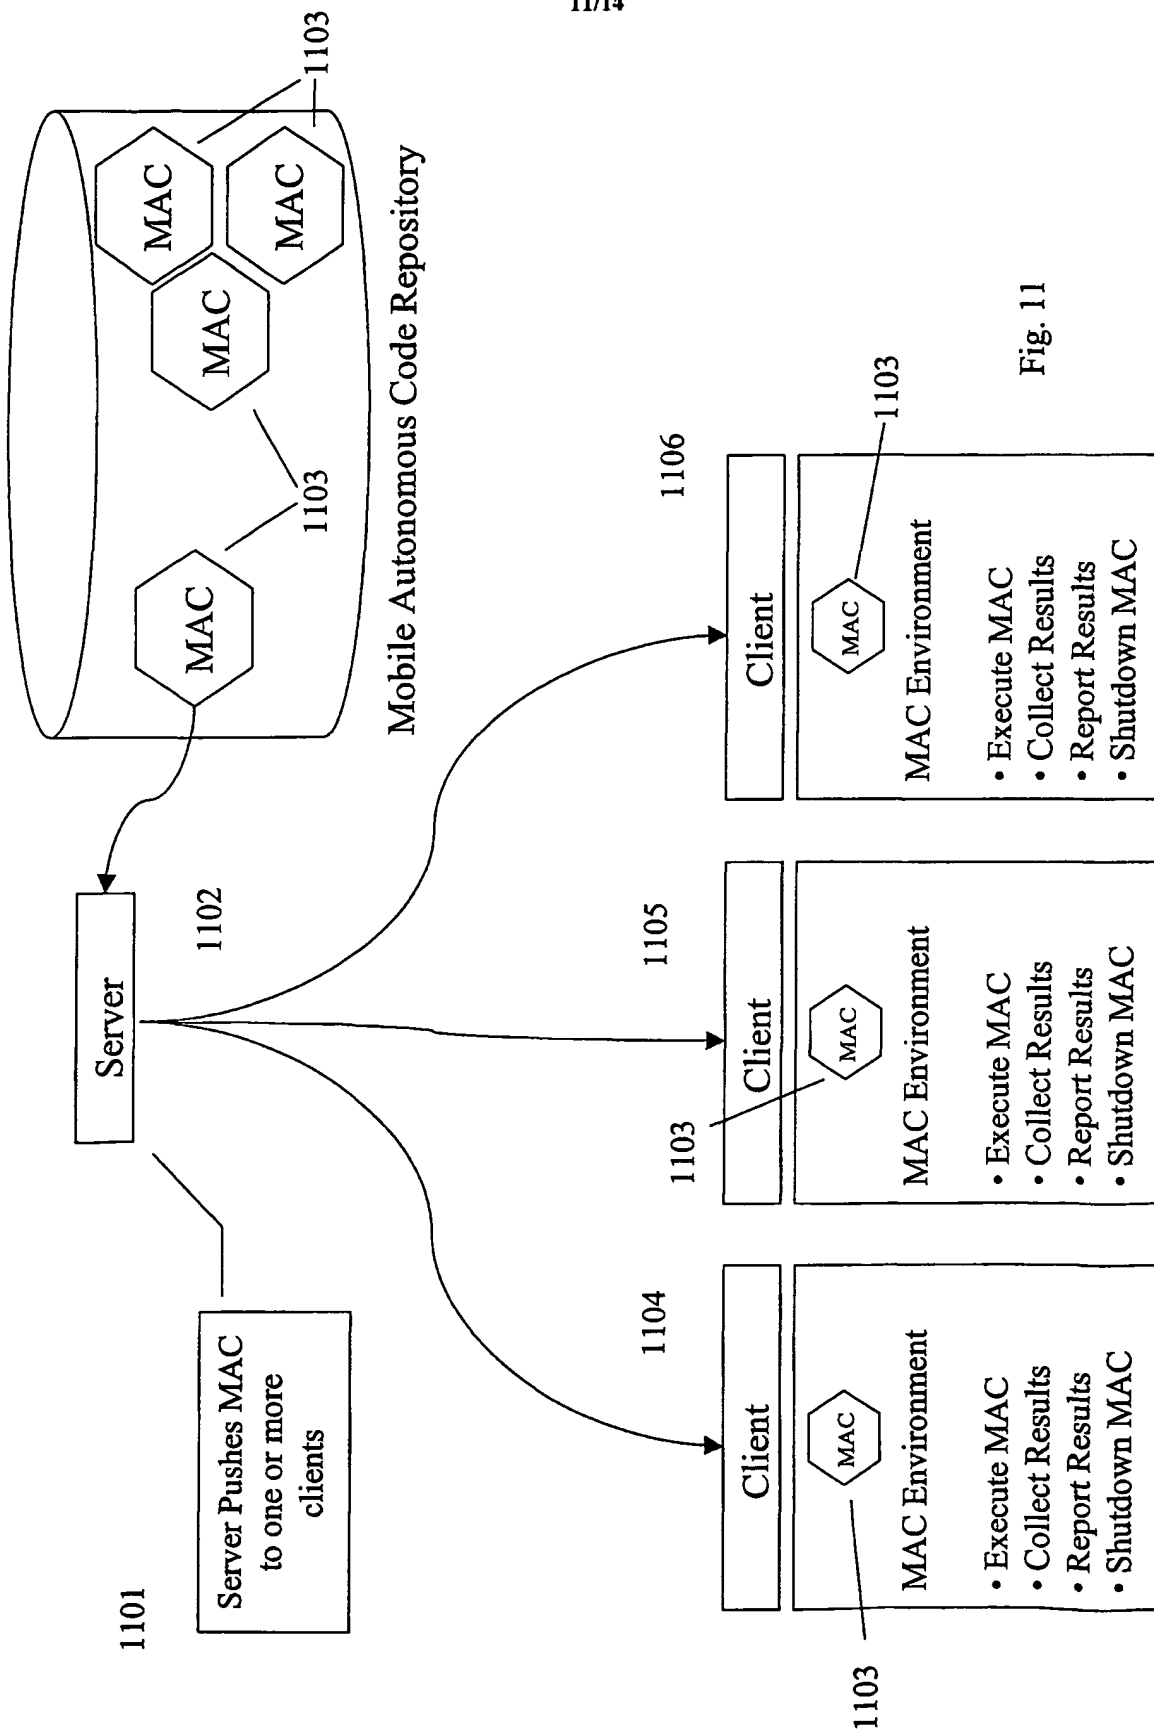 11/14
1101
Server Pushes MAC
to one or more
clients
Server
1102
MAC
MAC
MAC
MAC
1103
1103
Mobile Autonomous Code Repository
1104
Client
MAC
1103
MAC Environment
• Execute MAC
• Collect Results
• Report Results
• Shutdown MAC
1105
Client
MAC
1103
MAC Environment
• Execute MAC
• Collect Results
• Report Results
• Shutdown MAC
1106
Client
MAC
1103
MAC Environment
• Execute MAC
• Collect Results
• Report Results
• Shutdown MAC
Fig. 11